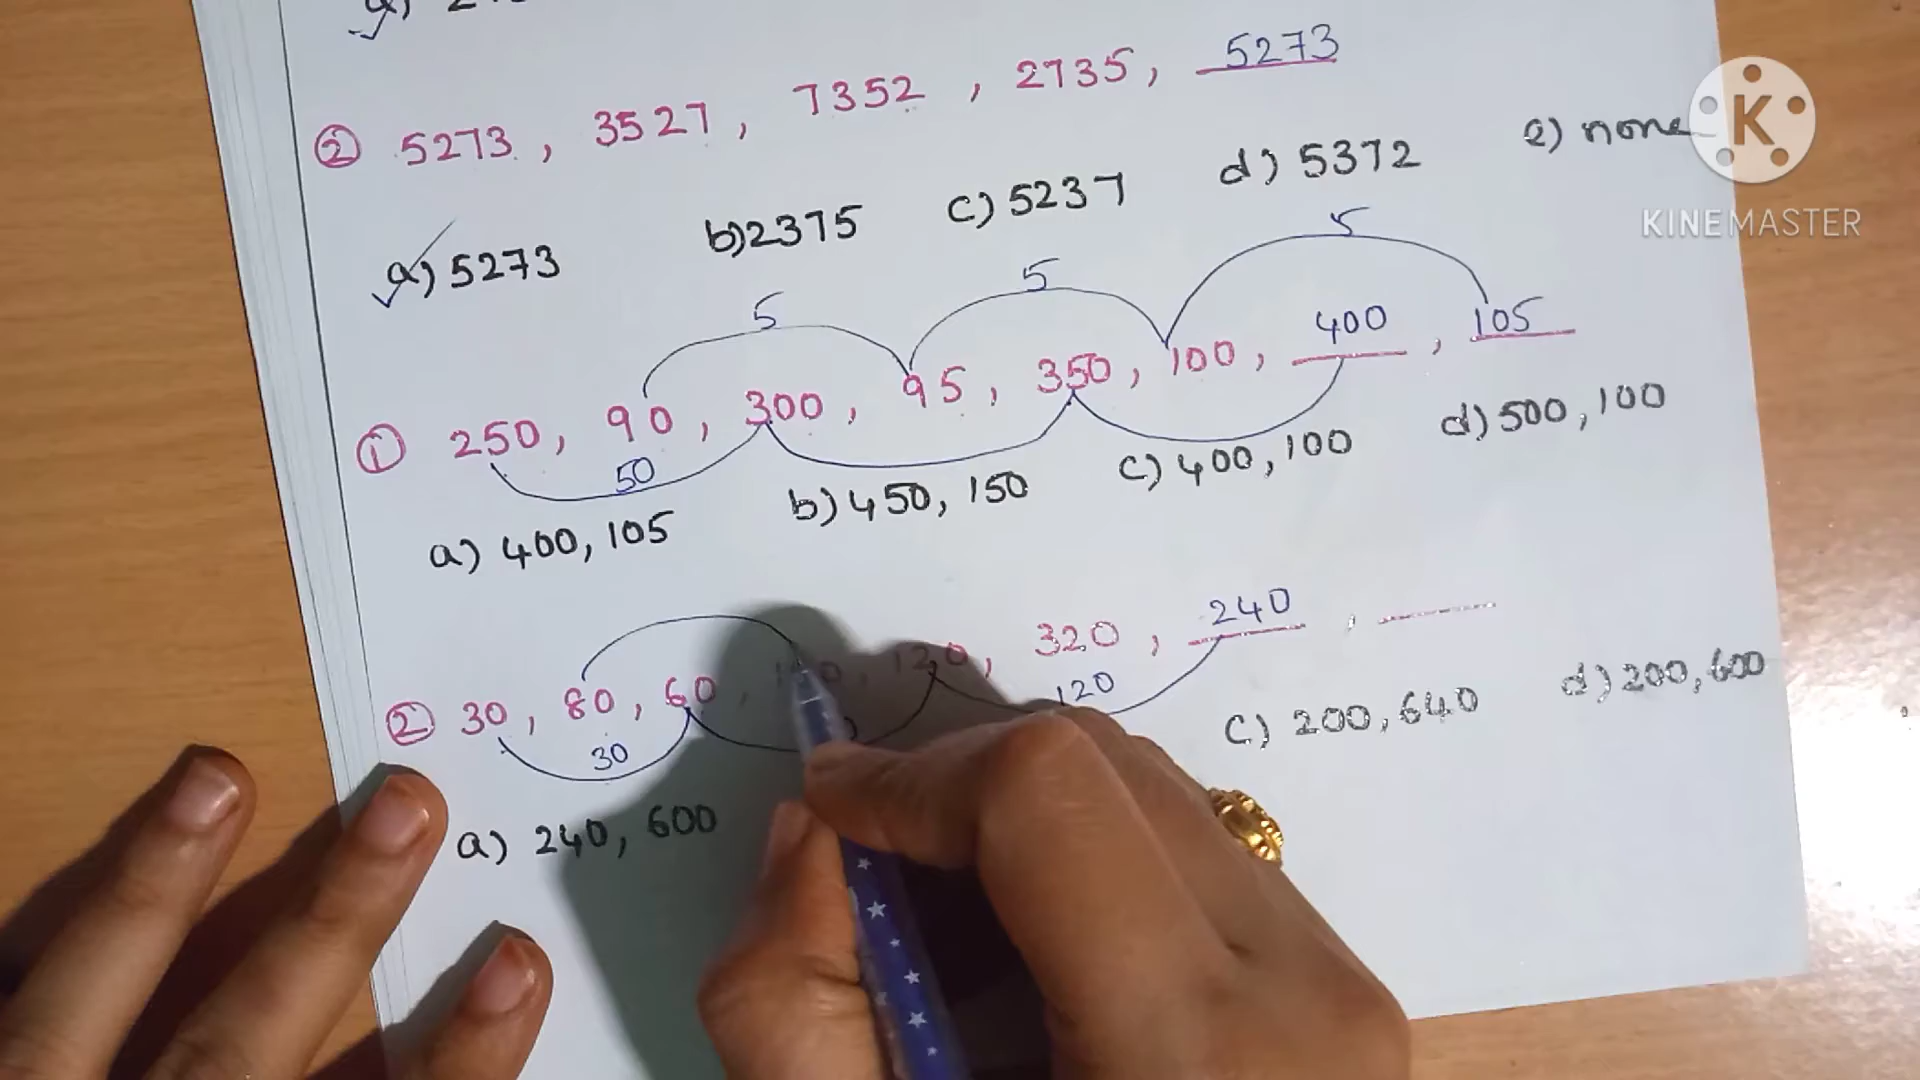 ② 5273, 3527, 7352, 2735, 5273
a) 5273 b) 2375 c) 5237 d) 5372 e) none
5 5 5
① 250, 90, 300, 95, 350, 100, 400, 105
50
a) 400, 105 b) 450, 150 c) 400, 100 d) 500, 100
② 30, 80, 60, 120, 320, 240,
30 120
a) 240, 600 c) 200, 640 d) 200, 600
K
KINEMASTER